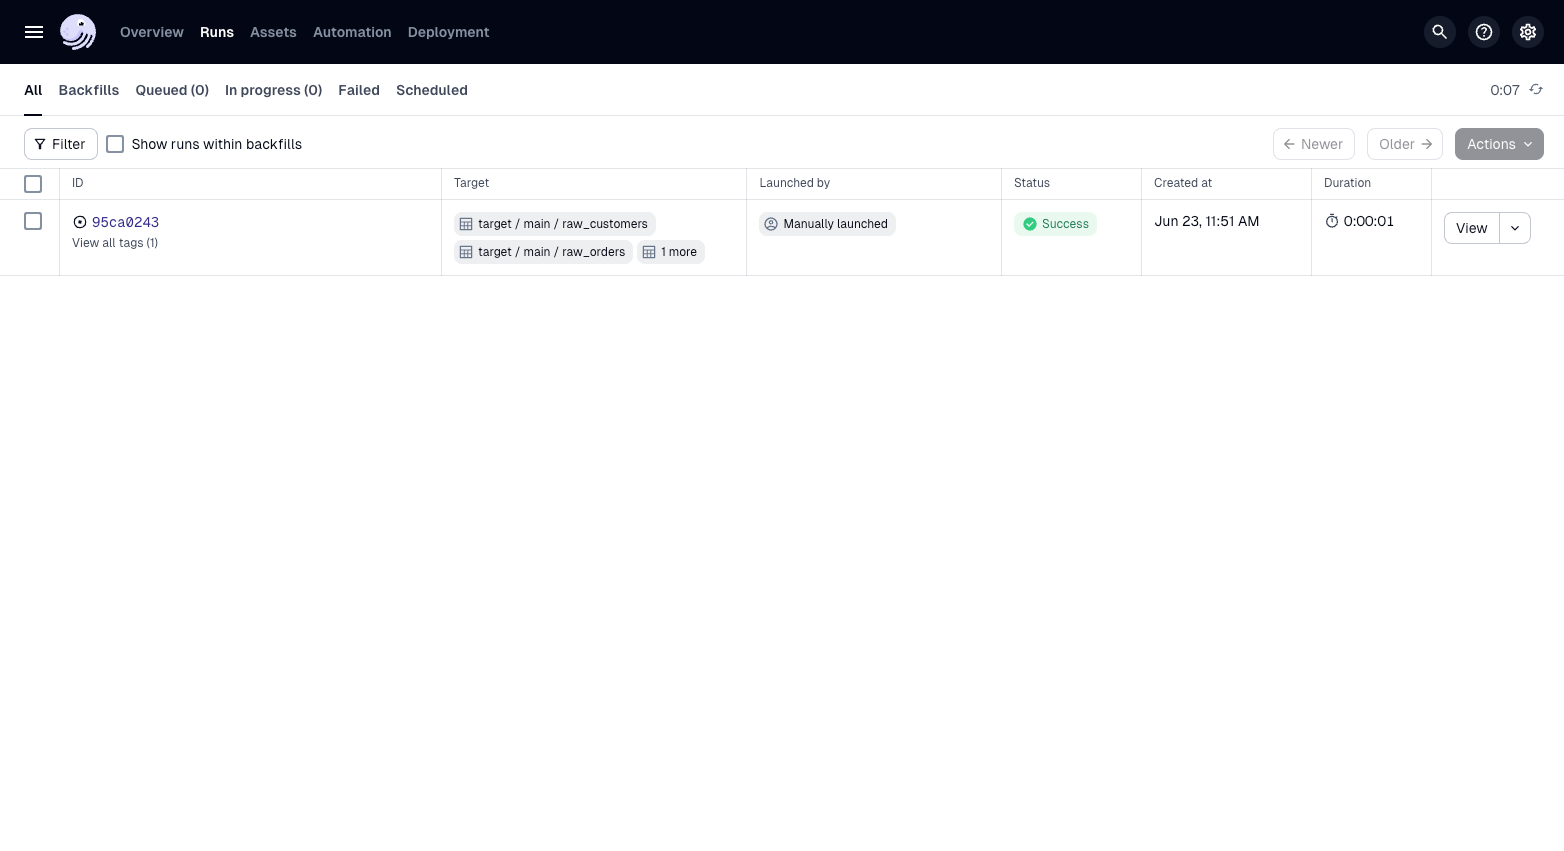 Overview Runs Assets Automation Deployment
All Backfills Queued (0) In progress (0) Failed Scheduled 0:07
Filter Show runs within backfills Newer Older Actions
ID Target Launched by Status Created at Duration
95ca0243 target / main / raw_customers Manually launched Success Jun 23, 11:51 AM 0:00:01 View
View all tags (1)
target / main / raw_orders 1 more